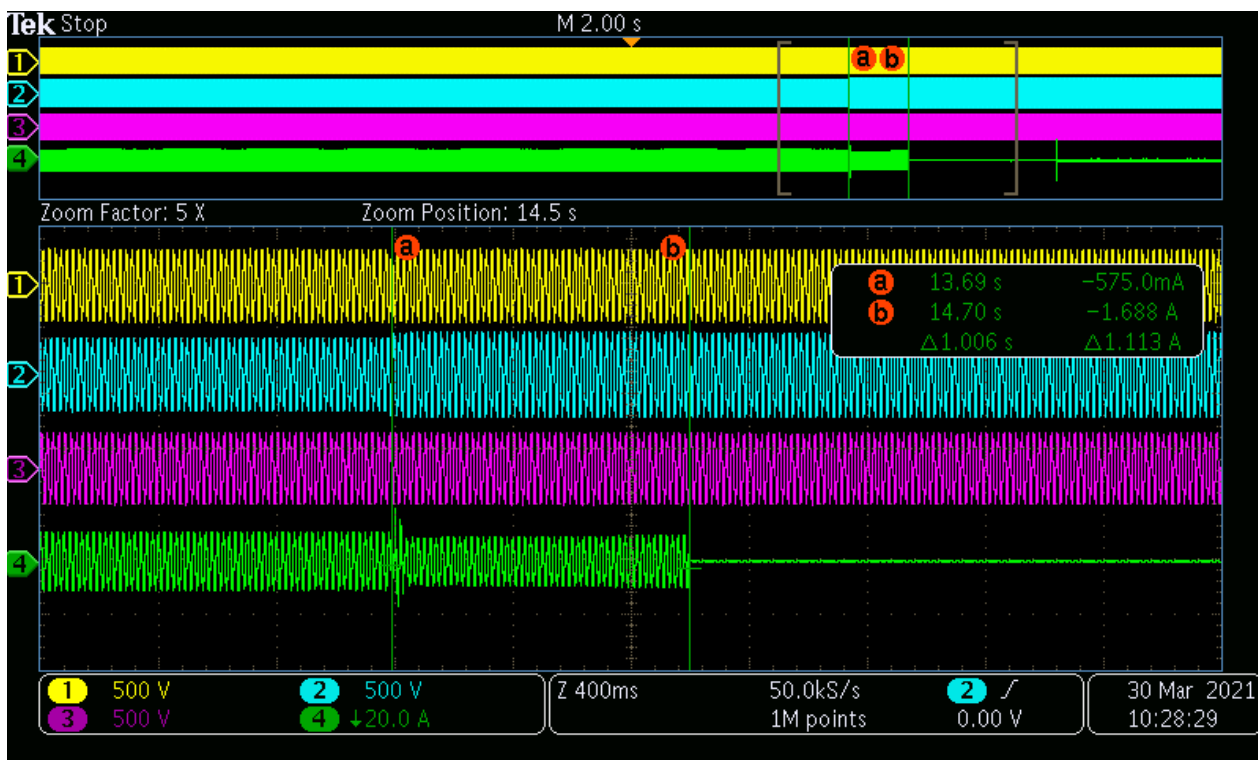 Tek Stop M 2.00 s
1
a b
2
3
4
Zoom Factor: 5 X Zoom Position: 14.5 s
a b
1
a 13.69 s -575.0mA
b 14.70 s -1.688 A
△1.006 s △1.113 A
2
3
4
1 500 V 2 500 V Z 400ms 50.0kS/s 2 30 Mar 2021
3 500 V 4 ↓20.0 A 1M points 0.00 V 10:28:29